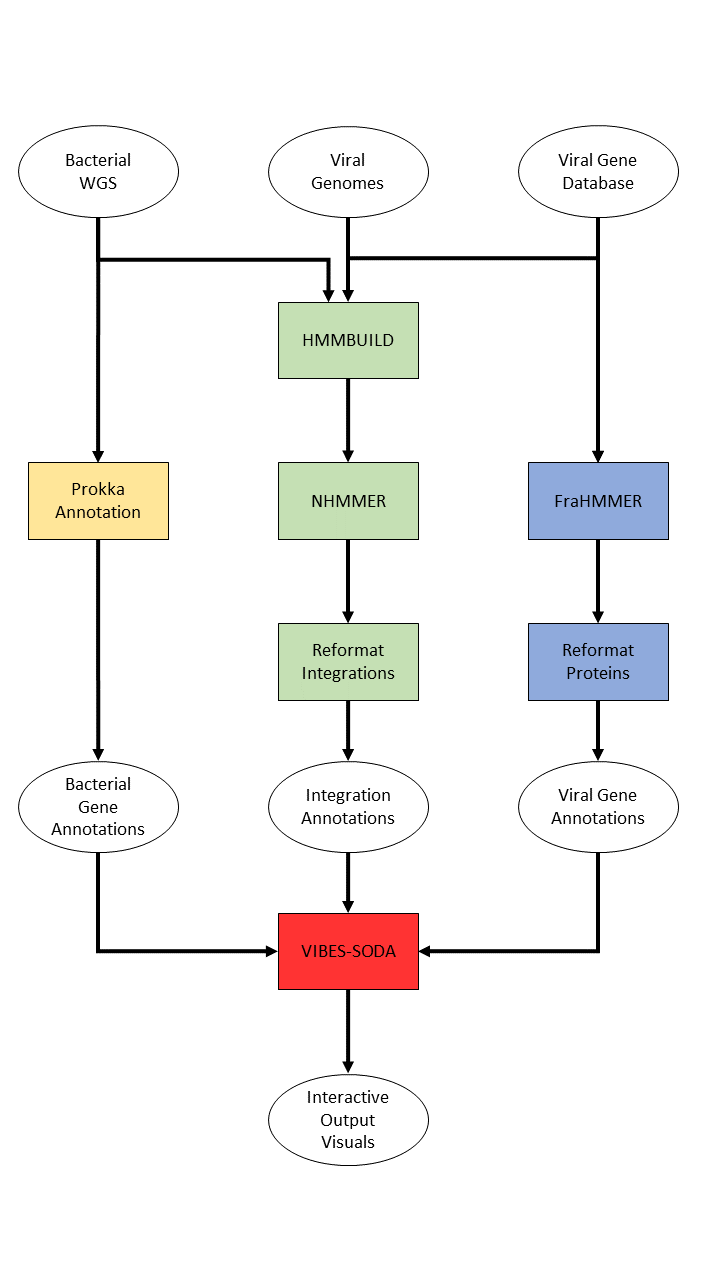 Bacterial
WGS
Viral
Genomes
Viral Gene
Database
HMMBUILD
Prokka
Annotation
NHMMER
FraHMMER
Reformat
Integrations
Reformat
Proteins
Bacterial
Gene
Annotations
Integration
Annotations
Viral Gene
Annotations
VIBES-SODA
Interactive
Output
Visuals